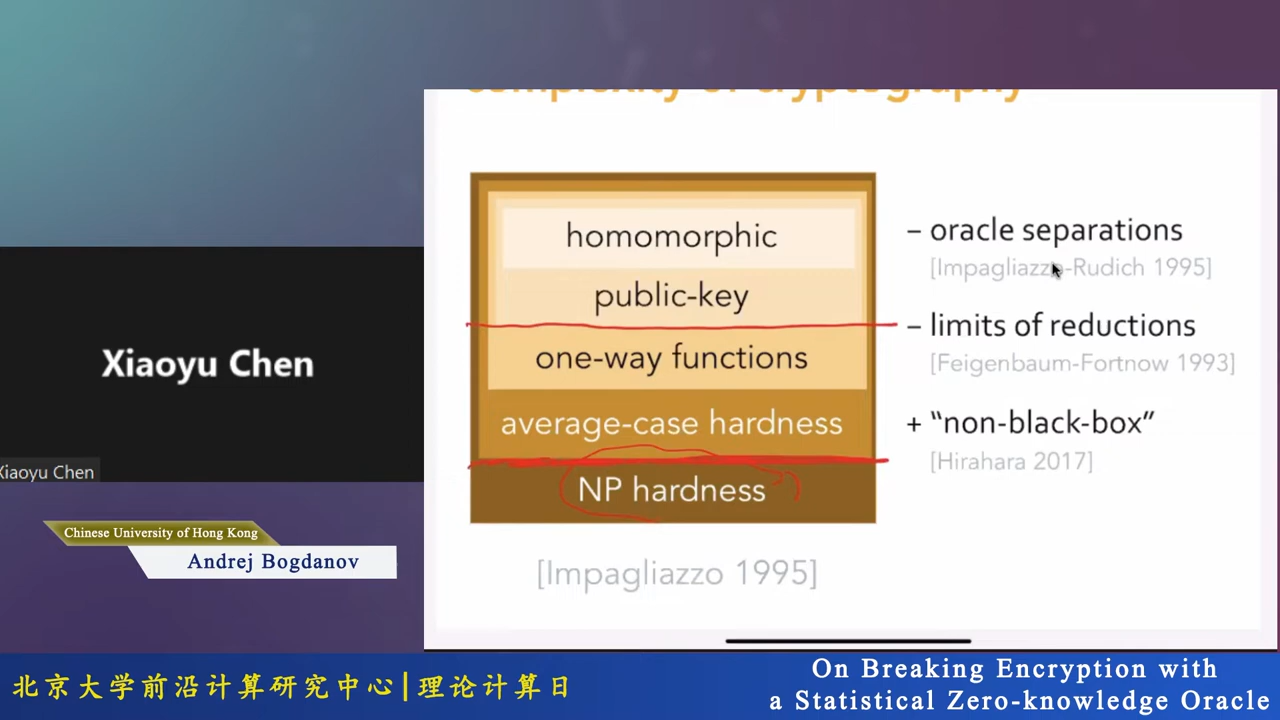 complexity of cryptography
homomorphic
public-key
one-way functions
average-case hardness
NP hardness
[Impagliazzo 1995]
– oracle separations
[Impagliazzo-Rudich 1995]
– limits of reductions
[Feigenbaum-Fortnow 1993]
+ “non-black-box”
[Hirahara 2017]
Xiaoyu Chen
Xiaoyu Chen
Chinese University of Hong Kong
Andrej Bogdanov
北京大学前沿计算研究中心|理论计算日
On Breaking Encryption with
a Statistical Zero-knowledge Oracle